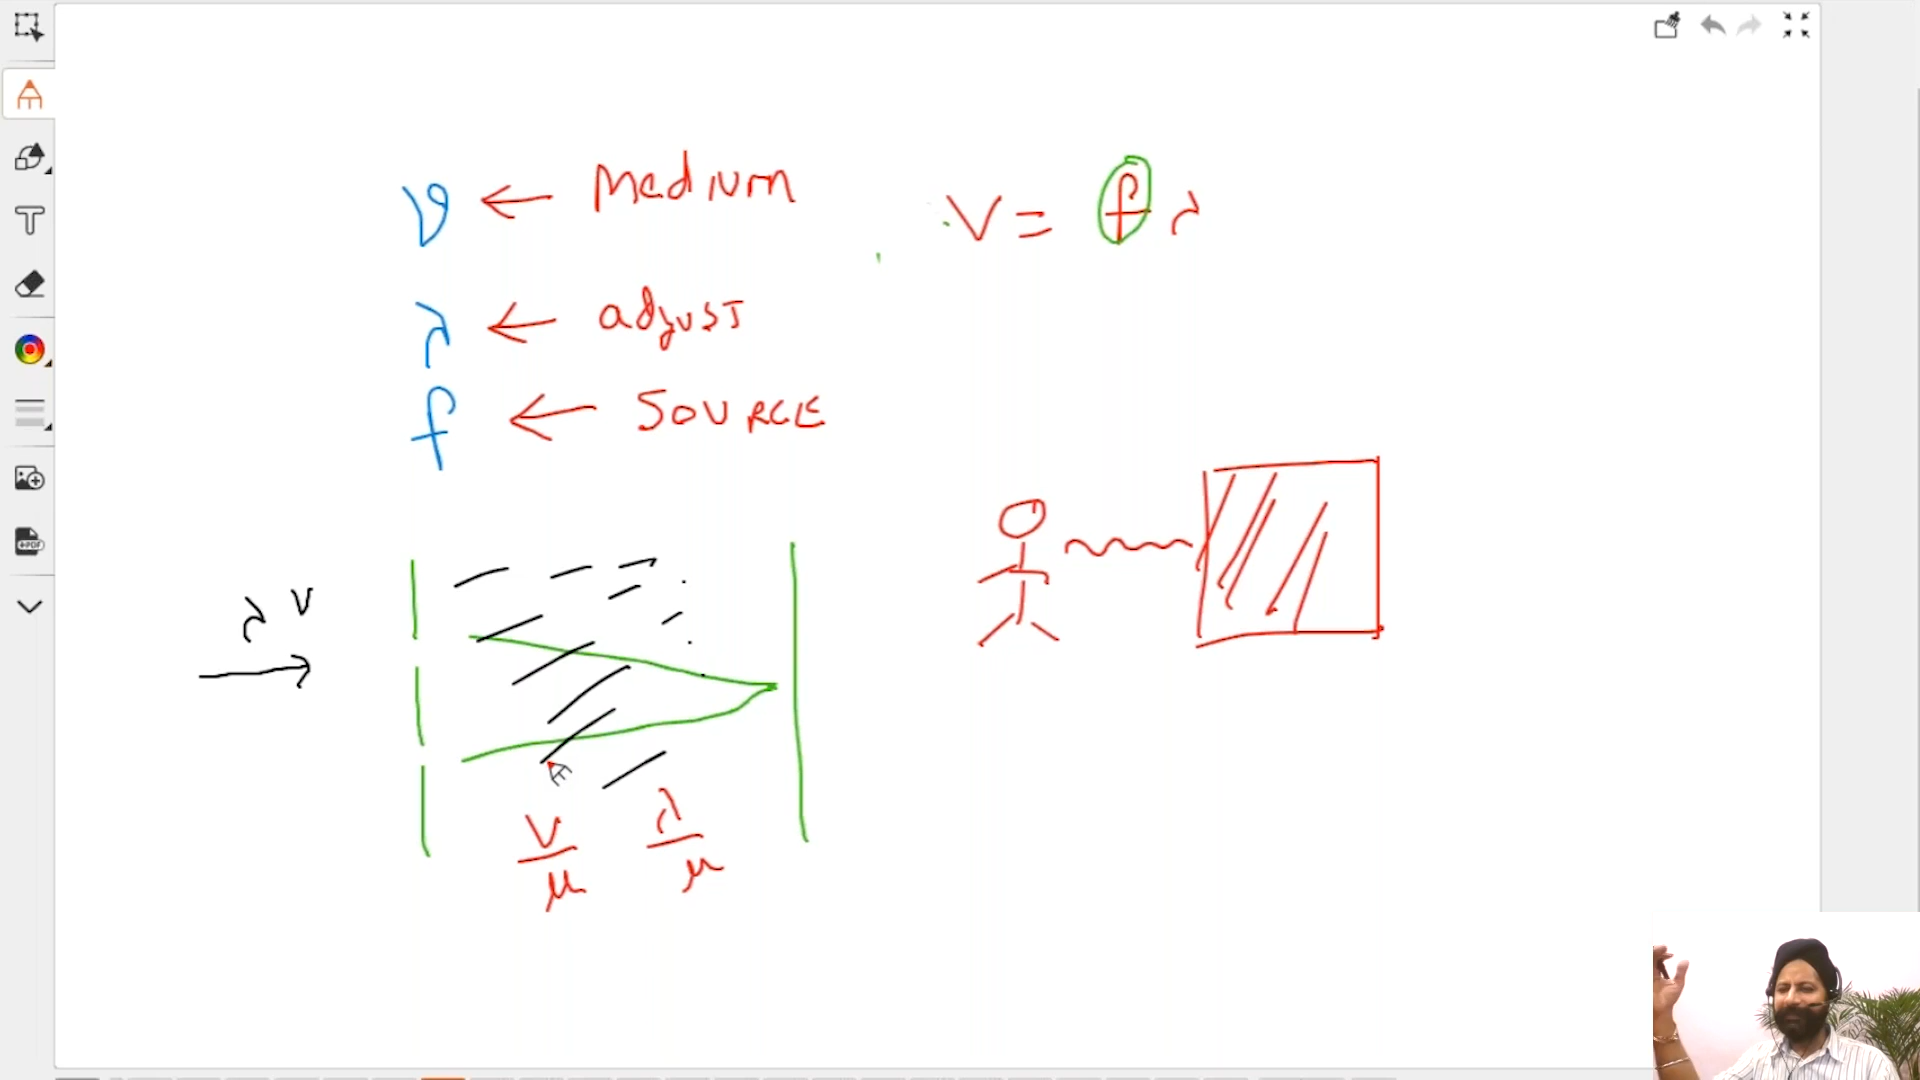 v ← Medium
V = f λ
λ ← adjust
f ← SOURCE
λ V
V/μ λ/μ